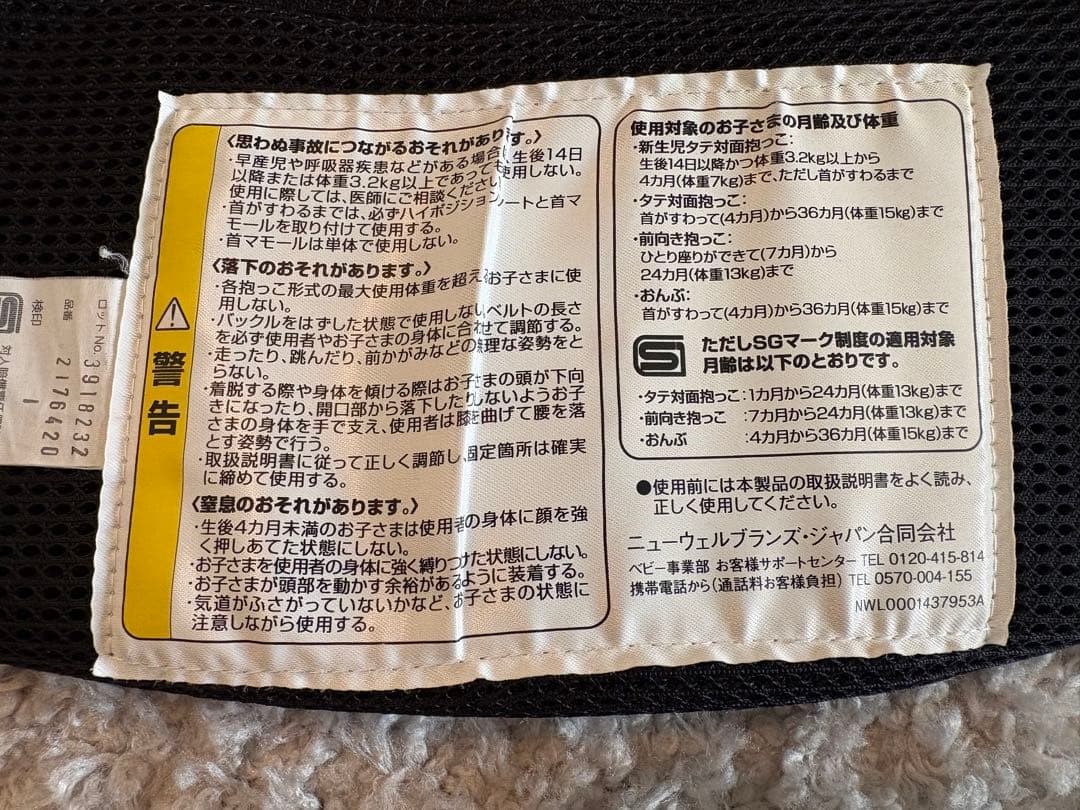 警告
〈思わぬ事故につながるおそれがあります。〉
・早産児や呼吸器疾患などがある場合、生後14日
以降または体重3.2kg以上であっても使用しない。
使用に際しては、医師にご相談ください
・首がすわるまでは、必ずハイポジションシートと首マ
モールを取り付けて使用する。
・首マモールは単体で使用しない。
〈落下のおそれがあります。〉
・各抱っこ形式の最大使用体重を超えるお子さまに使
用しない。
・バックルをはずした状態で使用しない。ベルトの長さ
を必ず使用者やお子さまの身体に合わせて調節する。
・走ったり、跳んだり、前かがみなどの無理な姿勢をと
らない。
・着脱する際や身体を傾ける際はお子さまの頭が下向
きになったり、開口部から落下したりしないようお子
さまの身体を手で支え、使用者は膝を曲げて腰を落
とす姿勢で行う。
・取扱説明書に従って正しく調節し、固定箇所は確実
に締めて使用する。
〈窒息のおそれがあります。〉
・生後4カ月未満のお子さまは使用者の身体に顔を強
く押しあてた状態にしない。
・お子さまを使用者の身体に強く縛りつけた状態にしない。
・お子さまが頭部を動かす余裕があるように装着する。
・気道がふさがっていないかなど、お子さまの状態に
注意しながら使用する。
使用対象のお子さまの月齢及び体重
・新生児タテ対面抱っこ:
生後14日以降かつ体重3.2kg以上から
4カ月(体重7kg)まで、ただし首がすわるまで
・タテ対面抱っこ:
首がすわって(4カ月)から36カ月(体重15kg)まで
・前向き抱っこ:
ひとり座りができて(7カ月)から
24カ月(体重13kg)まで
・おんぶ:
首がすわって(4カ月)から36カ月(体重15kg)まで
ただしSGマーク制度の適用対象
月齢は以下のとおりです。
・タテ対面抱っこ:1カ月から24カ月(体重13kg)まで
・前向き抱っこ :7カ月から24カ月(体重13kg)まで
・おんぶ :4カ月から36カ月(体重15kg)まで
●使用前には本製品の取扱説明書をよく読み、
正しく使用してください。
ニューウェルブランズ・ジャパン合同会社
ベビー事業部 お客様サポートセンター TEL 0120-415-814
携帯電話から(通話料お客様負担) TEL 0570-004-155
NWL0001437953A
ロットNo. 3918232
品番 2176420
検印 1